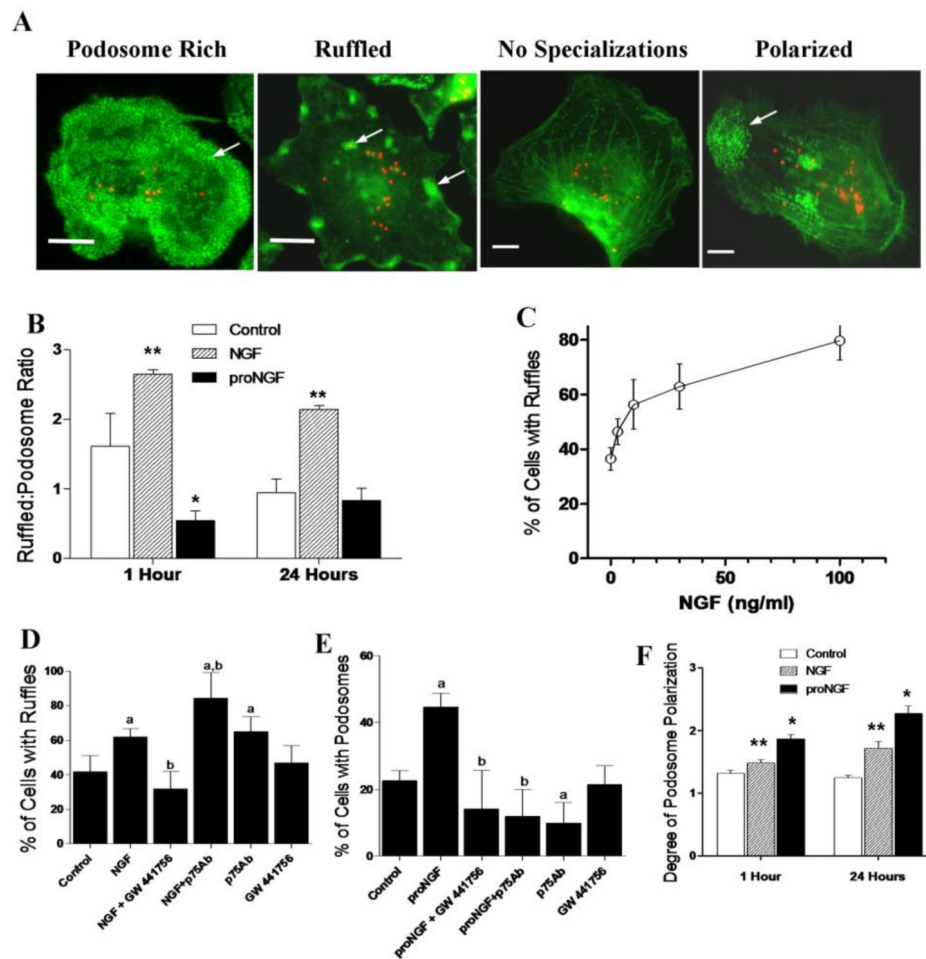 A
Podosome Rich
Ruffled
No Specializations
Polarized
B
Control
NGF
proNGF
Ruffled:Podosome Ratio
3
2
1
0
**
*
**
1 Hour
24 Hours
C
% of Cells with Ruffles
80
60
40
20
0
0
50
100
NGF (ng/ml)
D
% of Cells with Ruffles
100
80
60
40
20
0
a
b
a,b
a
Control
NGF
NGF + GW 441756
NGF+p75Ab
p75Ab
GW 441756
E
% of Cells with Podosomes
60
40
20
0
a
b
b
a
Control
proNGF
proNGF + GW 441756
proNGF+p75Ab
p75Ab
GW 441756
F
Control
NGF
proNGF
Degree of Podosome Polarization
3
2
1
0
**
*
**
*
1 Hour
24 Hours